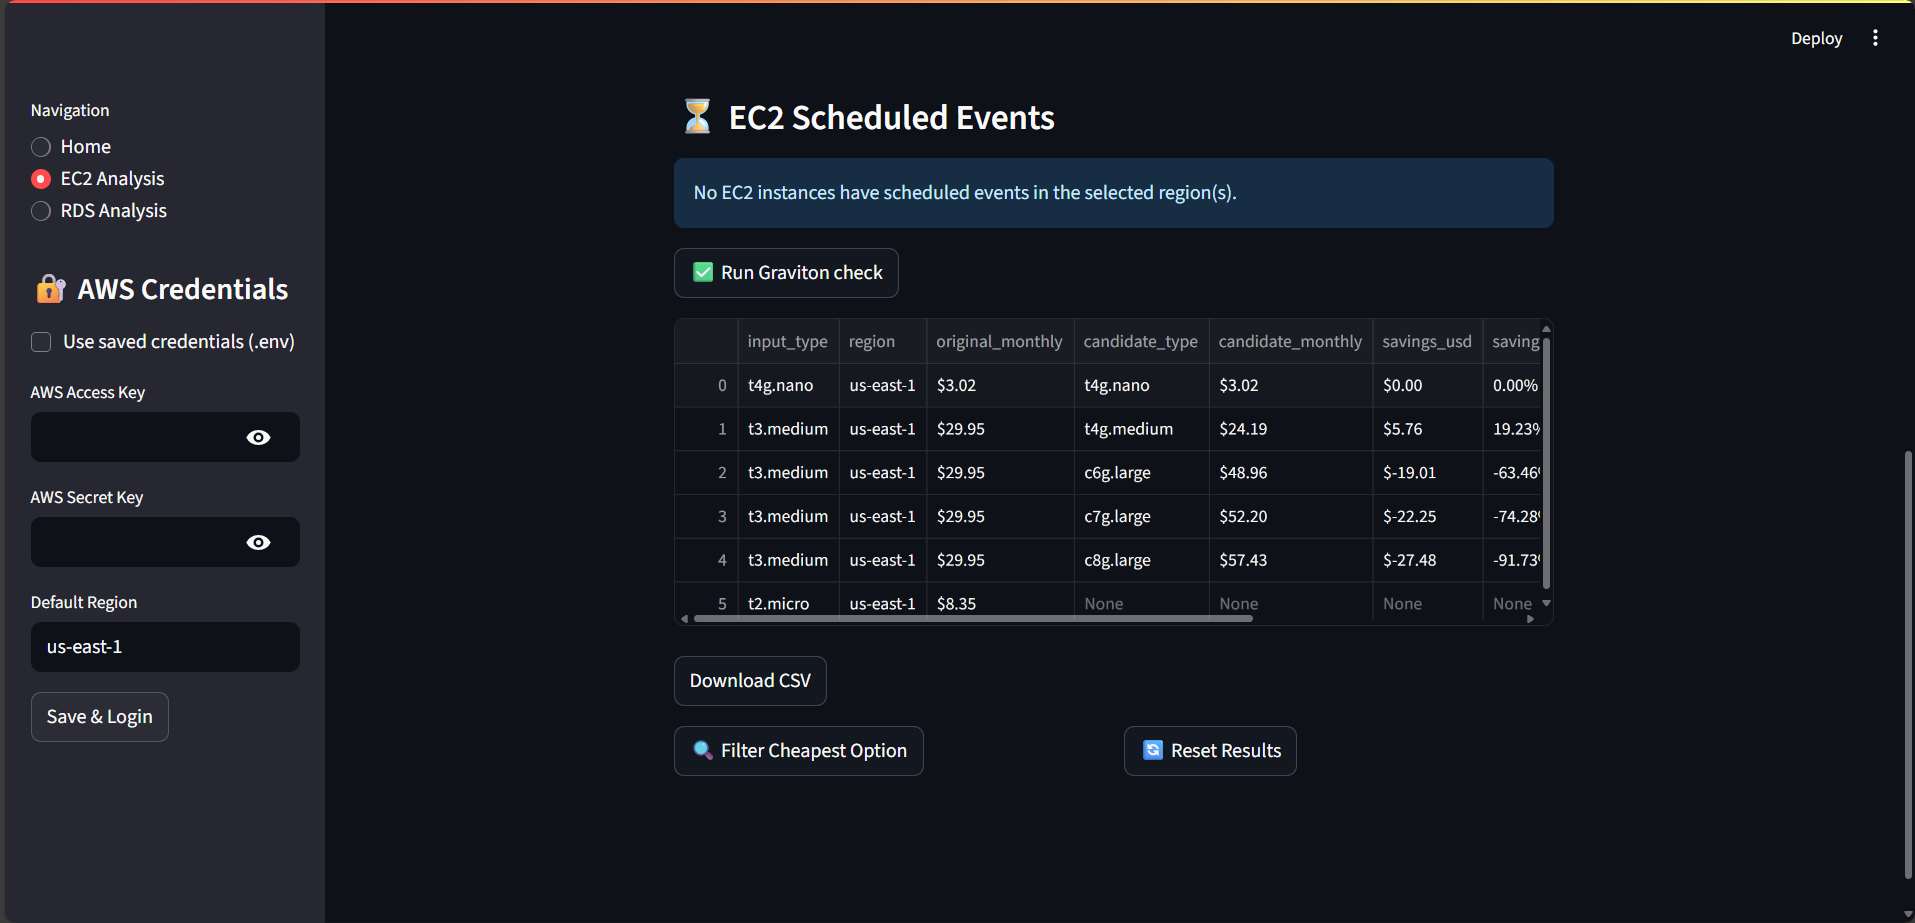 Deploy
Navigation
Home
EC2 Analysis
RDS Analysis
AWS Credentials
Use saved credentials (.env)
AWS Access Key
AWS Secret Key
Default Region
us-east-1
Save & Login
EC2 Scheduled Events
No EC2 instances have scheduled events in the selected region(s).
Run Graviton check
input_type region original_monthly candidate_type candidate_monthly savings_usd saving
0 t4g.nano us-east-1 $3.02 t4g.nano $3.02 $0.00 0.00%
1 t3.medium us-east-1 $29.95 t4g.medium $24.19 $5.76 19.23%
2 t3.medium us-east-1 $29.95 c6g.large $48.96 $-19.01 -63.46%
3 t3.medium us-east-1 $29.95 c7g.large $52.20 $-22.25 -74.28%
4 t3.medium us-east-1 $29.95 c8g.large $57.43 $-27.48 -91.73%
5 t2.micro us-east-1 $8.35 None None None None
Download CSV
Filter Cheapest Option
Reset Results